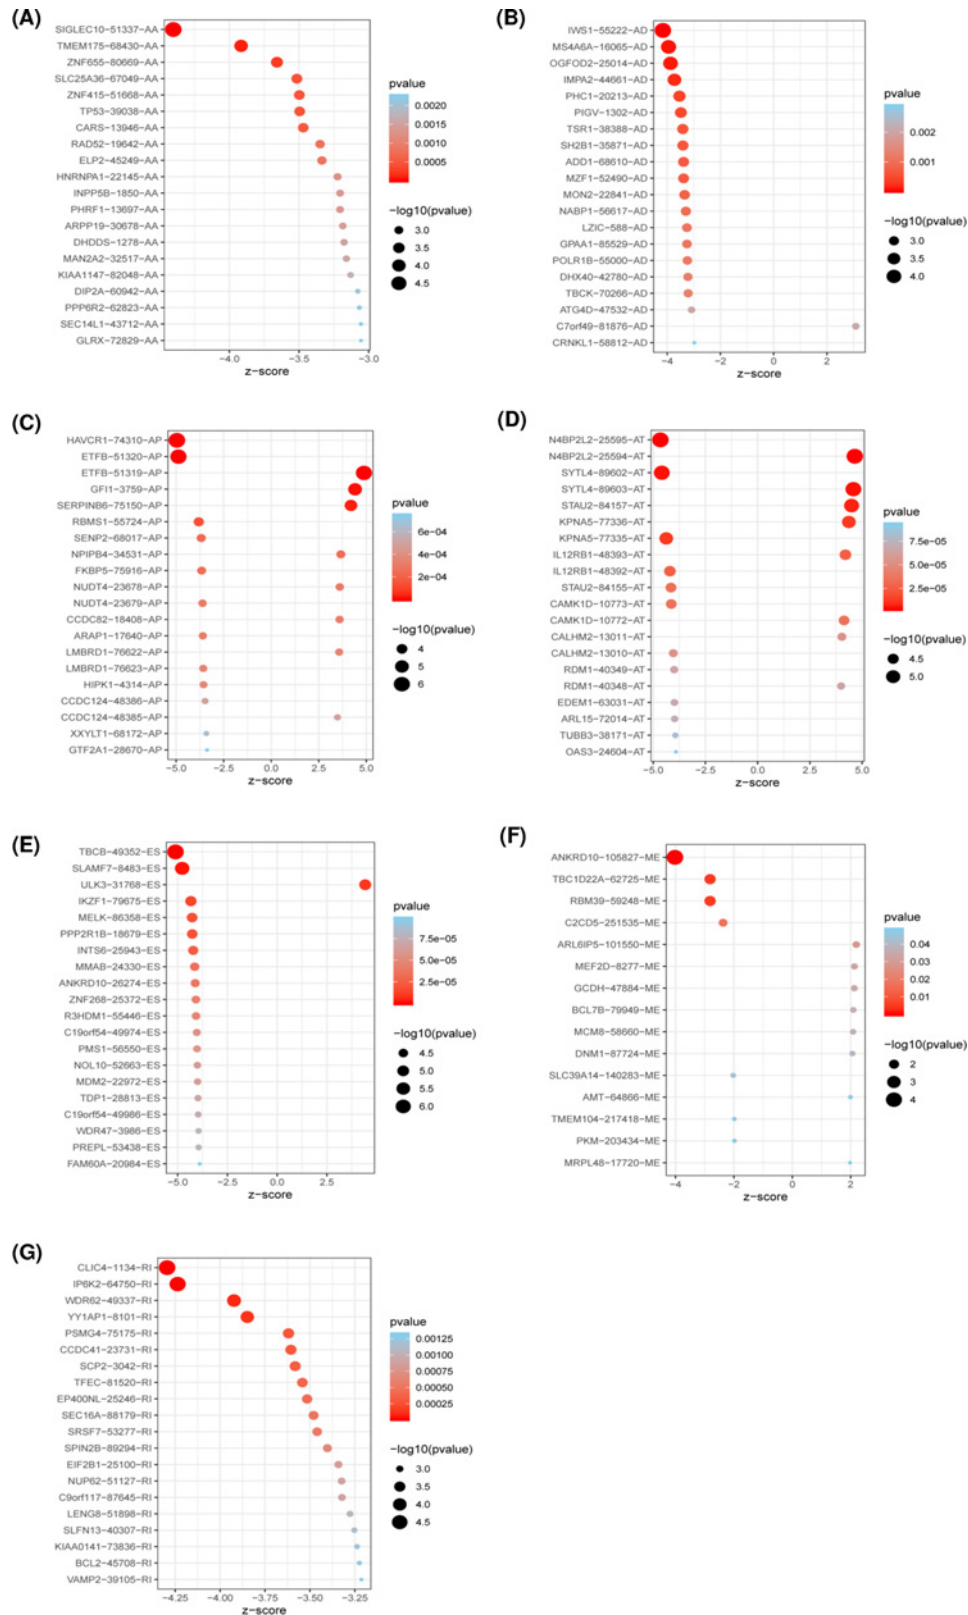 (A)
SIGLEC10-51337-AA
TMEM175-68430-AA
ZNF655-80669-AA
SLC25A36-67049-AA
ZNF415-51668-AA
TP53-39038-AA
CARS-13946-AA
RAD52-19642-AA
ELP2-45249-AA
HNRNPA1-22145-AA
INPP5B-1850-AA
PHRF1-13697-AA
ARPP19-30678-AA
DHDDS-1278-AA
MAN2A2-32517-AA
KIAA1147-82048-AA
DIP2A-60942-AA
PPP6R2-62823-AA
SEC14L1-43712-AA
GLRX-72829-AA
-4.0 -3.5 -3.0
z-score
pvalue
0.0020
0.0015
0.0010
0.0005
-log10(pvalue)
3.0
3.5
4.0
4.5
(B)
IWS1-55222-AD
MS4A6A-16065-AD
OGFOD2-25014-AD
IMPA2-44661-AD
PHC1-20213-AD
PIGV-1302-AD
TSR1-38388-AD
SH2B1-35871-AD
ADD1-68610-AD
MZF1-52490-AD
MON2-22841-AD
NABP1-56617-AD
LZIC-588-AD
GPAA1-85529-AD
POLR1B-55000-AD
DHX40-42780-AD
TBCK-70266-AD
ATG4D-47532-AD
C7orf49-81876-AD
CRNKL1-58812-AD
-4 -2 0 2
z-score
pvalue
0.002
0.001
-log10(pvalue)
3.0
3.5
4.0
(C)
HAVCR1-74310-AP
ETFB-51320-AP
ETFB-51319-AP
GFI1-3759-AP
SERPINB6-75150-AP
RBMS1-55724-AP
SENP2-68017-AP
NPIPB4-34531-AP
FKBP5-75916-AP
NUDT4-23678-AP
NUDT4-23679-AP
CCDC82-18408-AP
ARAP1-17640-AP
LMBRD1-76622-AP
LMBRD1-76623-AP
HIPK1-4314-AP
CCDC124-48386-AP
CCDC124-48385-AP
XXYLT1-68172-AP
GTF2A1-28670-AP
-5.0 -2.5 0.0 2.5 5.0
z-score
pvalue
6e-04
4e-04
2e-04
-log10(pvalue)
4
5
6
(D)
N4BP2L2-25595-AT
N4BP2L2-25594-AT
SYTL4-89602-AT
SYTL4-89603-AT
STAU2-84157-AT
KPNA5-77336-AT
KPNA5-77335-AT
IL12RB1-48393-AT
IL12RB1-48392-AT
STAU2-84155-AT
CAMK1D-10773-AT
CAMK1D-10772-AT
CALHM2-13011-AT
CALHM2-13010-AT
RDM1-40349-AT
RDM1-40348-AT
EDEM1-63031-AT
ARL15-72014-AT
TUBB3-38171-AT
OAS3-24604-AT
-5.0 -2.5 0.0 2.5 5.0
z-score
pvalue
7.5e-05
5.0e-05
2.5e-05
-log10(pvalue)
4.5
5.0
(E)
TBCB-49352-ES
SLAMF7-8483-ES
ULK3-31768-ES
IKZF1-79675-ES
MELK-86358-ES
PPP2R1B-18679-ES
INTS6-25943-ES
MMAB-24330-ES
ANKRD10-26274-ES
ZNF268-25372-ES
R3HDM1-55446-ES
C19orf54-49974-ES
PMS1-56550-ES
NOL10-52663-ES
MDM2-22972-ES
TDP1-28813-ES
C19orf54-49986-ES
WDR47-3986-ES
PREPL-53438-ES
FAM60A-20984-ES
-5.0 -2.5 0.0 2.5
z-score
pvalue
7.5e-05
5.0e-05
2.5e-05
-log10(pvalue)
4.5
5.0
5.5
6.0
(F)
ANKRD10-105827-ME
TBC1D22A-62725-ME
RBM39-59248-ME
C2CD5-251535-ME
ARL6IP5-101550-ME
MEF2D-8277-ME
GCDH-47884-ME
BCL7B-79949-ME
MCM8-58660-ME
DNM1-87724-ME
SLC39A14-140283-ME
AMT-64866-ME
TMEM104-217418-ME
PKM-203434-ME
MRPL48-17720-ME
-4 -2 0 2
z-score
pvalue
0.04
0.03
0.02
0.01
-log10(pvalue)
2
3
4
(G)
CLIC4-1134-RI
IP6K2-64750-RI
WDR62-49337-RI
YY1AP1-8101-RI
PSMG4-75175-RI
CCDC41-23731-RI
SCP2-3042-RI
TFEC-81520-RI
EP400NL-25246-RI
SEC16A-88179-RI
SRSF7-53277-RI
SPIN2B-89294-RI
EIF2B1-25100-RI
NUP62-51127-RI
C9orf117-87645-RI
LENG8-51898-RI
SLFN13-40307-RI
KIAA0141-73836-RI
BCL2-45708-RI
VAMP2-39105-RI
-4.25 -4.00 -3.75 -3.50 -3.25
z-score
pvalue
0.00125
0.00100
0.00075
0.00050
0.00025
-log10(pvalue)
3.0
3.5
4.0
4.5